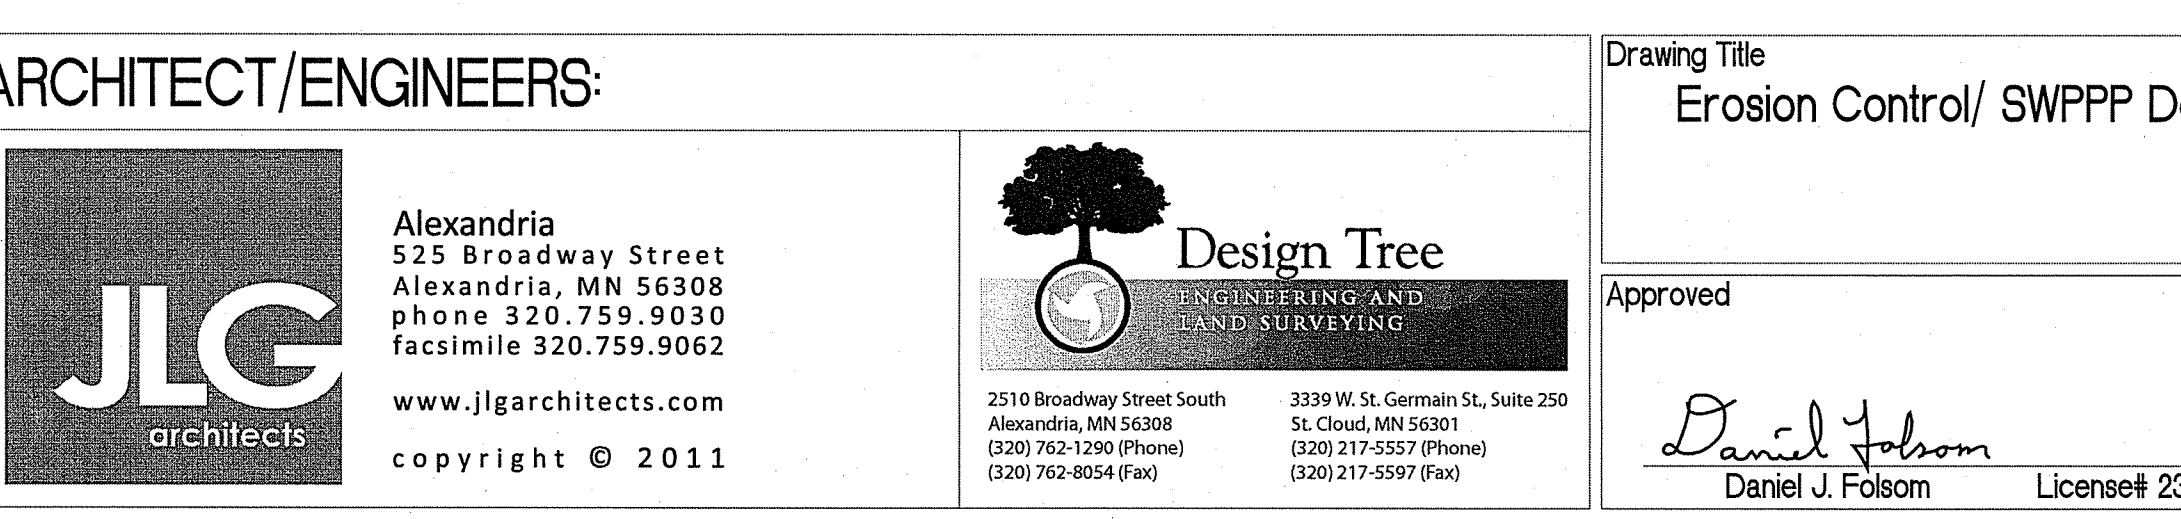 ARCHITECT/ENGINEERS:
JLG
architects
Alexandria
525 Broadway Street
Alexandria, MN 56308
phone 320.759.9030
facsimile 320.759.9062
www.jlgarchitects.com
copyright © 2011
Design Tree
ENGINEERING AND
LAND SURVEYING
2510 Broadway Street South
Alexandria, MN 56308
(320) 762-1290 (Phone)
(320) 762-8054 (Fax)
3339 W. St. Germain St., Suite 250
St. Cloud, MN 56301
(320) 217-5557 (Phone)
(320) 217-5597 (Fax)
Drawing Title
Erosion Control/ SWPPP
Approved
Daniel Folsom
Daniel J. Folsom License# 23